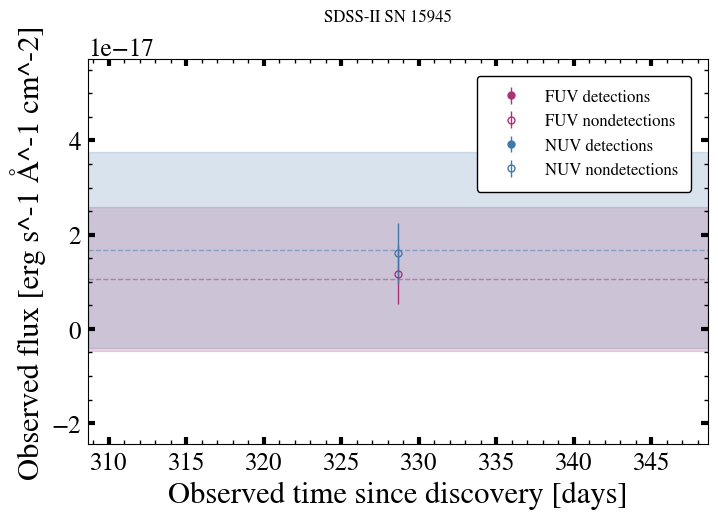 SDSS-II SN 15945
1e−17
Observed flux [erg s^-1 Å^-1 cm^-2]
4
2
0
−2
FUV detections
FUV nondetections
NUV detections
NUV nondetections
310 315 320 325 330 335 340 345
Observed time since discovery [days]